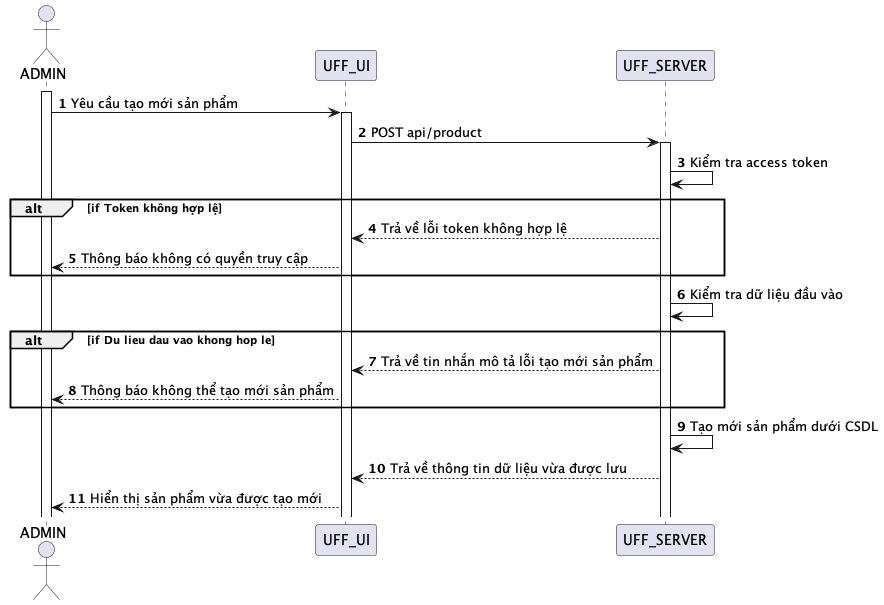 ADMIN
UFF_UI
UFF_SERVER
1 Yêu cầu tạo mới sản phẩm
2 POST api/product
3 Kiểm tra access token
alt [if Token không hợp lệ]
4 Trả về lỗi token không hợp lệ
5 Thông báo không có quyền truy cập
6 Kiểm tra dữ liệu đầu vào
alt [if Du lieu dau vao khong hop le]
7 Trả về tin nhắn mô tả lỗi tạo mới sản phẩm
8 Thông báo không thể tạo mới sản phẩm
9 Tạo mới sản phẩm dưới CSDL
10 Trả về thông tin dữ liệu vừa được lưu
11 Hiển thị sản phẩm vừa được tạo mới
ADMIN
UFF_UI
UFF_SERVER